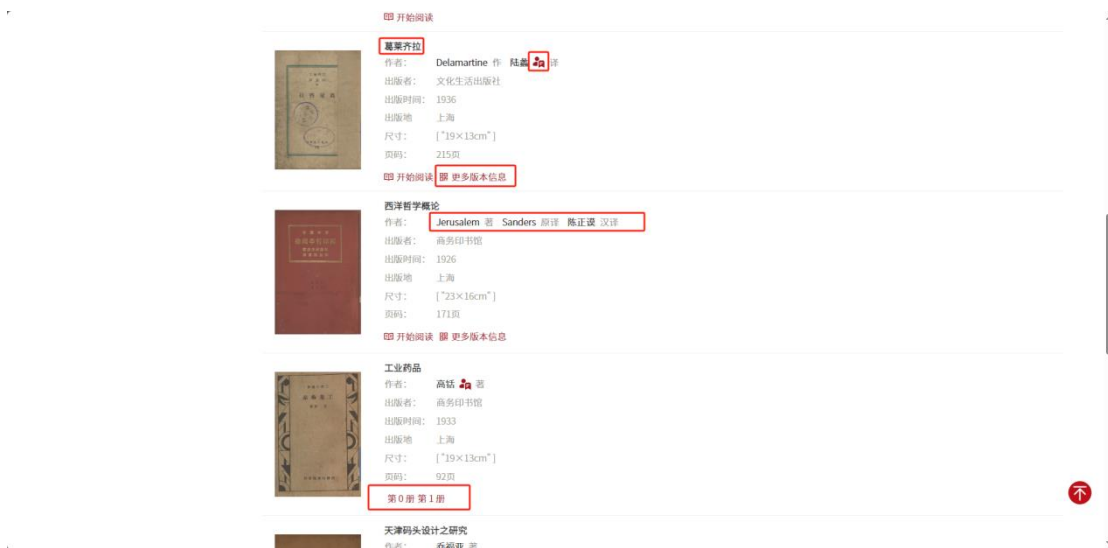 开始阅读
葛莱齐拉
作者： Delamartine 作 陆蠡 译
出版者： 文化生活出版社
出版时间： 1936
出版地 上海
尺寸： ["19×13cm"]
页码： 215页
开始阅读 更多版本信息
西洋哲学概论
作者： Jerusalem 著 Sanders 原译 陈正谟 汉译
出版者： 商务印书馆
出版时间： 1926
出版地 上海
尺寸： ["23×16cm"]
页码： 171页
开始阅读 更多版本信息
工业药品
作者： 高铦 著
出版者： 商务印书馆
出版时间： 1933
出版地 上海
尺寸： ["19×13cm"]
页码： 92页
第0册 第1册
天津码头设计之研究